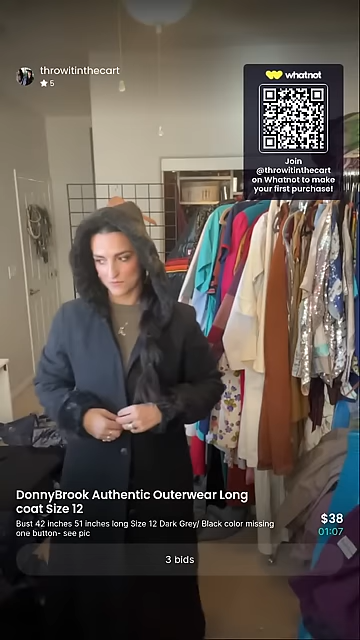 throwitinthecart
★ 5
whatnot
Join
@throwitinthecart
on Whatnot to make
your first purchase!
DonnyBrook Authentic Outerwear Long
coat Size 12
Bust 42 inches 51 inches long Size 12 Dark Grey/ Black color missing
one button- see pic
$38
01:07
3 bids